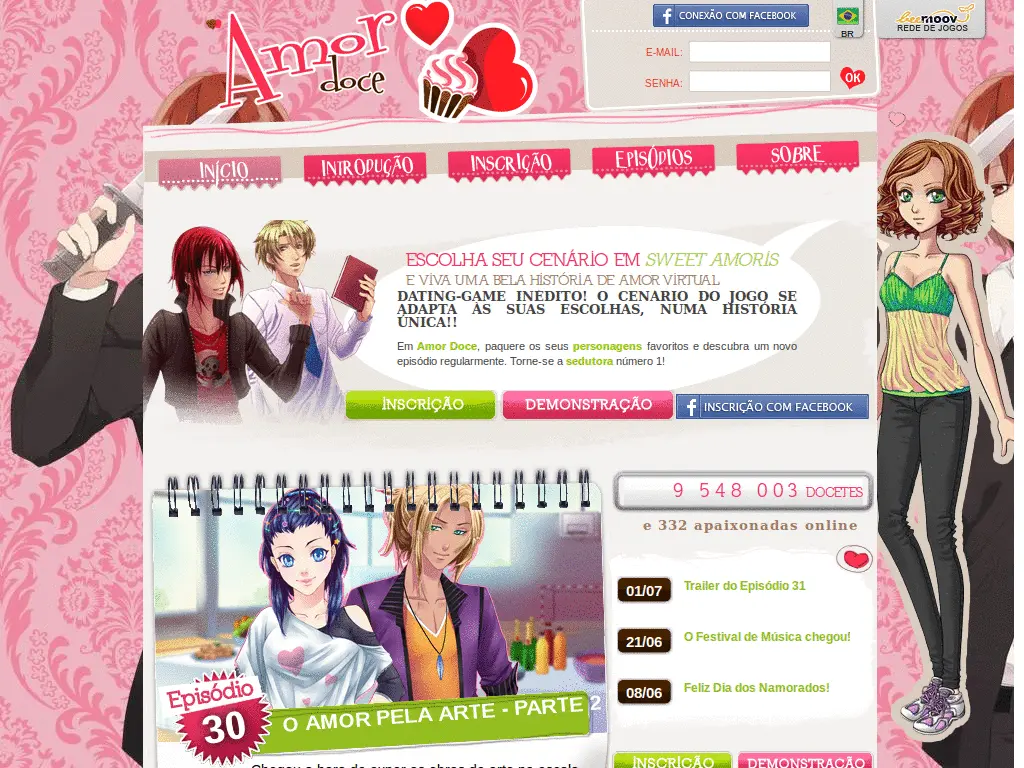 Amor
doce
CONEXÃO COM FACEBOOK
BR
beemoov
REDE DE JOGOS
E-MAIL:
SENHA:
OK
INÍCIO
INTRODUÇÃO
INSCRIÇÃO
EPISÓDIOS
SOBRE
ESCOLHA SEU CENÁRIO EM SWEET AMORIS
E VIVA UMA BELA HISTÓRIA DE AMOR VIRTUAL
DATING-GAME INÉDITO! O CENÁRIO DO JOGO SE
ADAPTA ÀS SUAS ESCOLHAS, NUMA HISTÓRIA
ÚNICA!!
Em Amor Doce, paquere os seus personagens favoritos e descubra um novo
episódio regularmente. Torne-se a sedutora número 1!
INSCRIÇÃO
DEMONSTRAÇÃO
INSCRIÇÃO COM FACEBOOK
9 548 003 DOCETES
e 332 apaixonadas online
01/07 Trailer do Episódio 31
21/06 O Festival de Música chegou!
08/06 Feliz Dia dos Namorados!
Episódio
30
O AMOR PELA ARTE - PARTE 2
INSCRIÇÃO
DEMONSTRAÇÃO